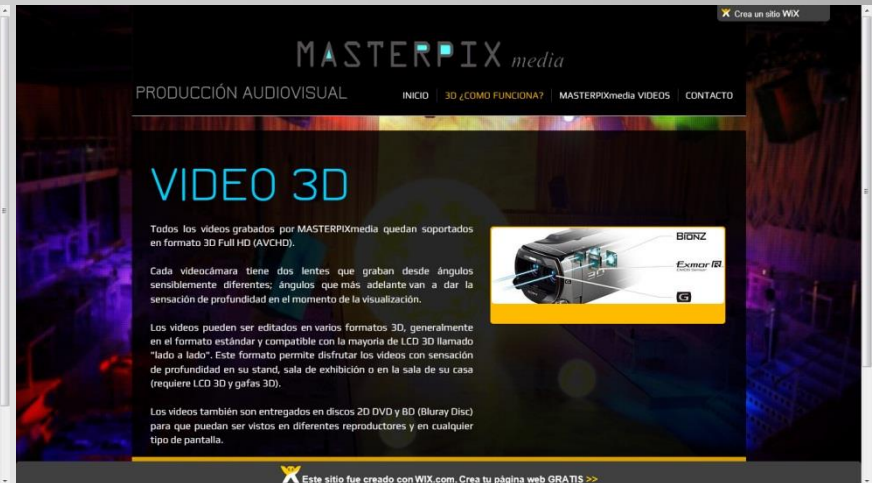 Crea un sitio WiX
MASTERPIX media
PRODUCCIÓN AUDIOVISUAL
INICIO
3D ¿COMO FUNCIONA?
MASTERPIXmedia VIDEOS
CONTACTO
VIDEO 3D
Todos los videos grabados por MASTERPIXmedia quedan soportados
en formato 3D Full HD (AVCHD).
Cada videocámara tiene dos lentes que graban desde ángulos
sensiblemente diferentes; ángulos que más adelante van a dar la
sensación de profundidad en el momento de la visualización.
Los videos pueden ser editados en varios formatos 3D, generalmente
en el formato estándar y compatible con la mayoria de LCD 3D llamado
"lado a lado". Este formato permite disfrutar los videos con sensación
de profundidad en su stand, sala de exhibición o en la sala de su casa
(requiere LCD 3D y gafas 3D).
Los videos también son entregados en discos 2D DVD y BD (Bluray Disc)
para que puedan ser vistos en diferentes reproductores y en cualquier
tipo de pantalla.
3D
BIONZ
Exmor R
CMOS Sensor
G
Este sitio fue creado con WIX.com. Crea tu página web GRATIS >>